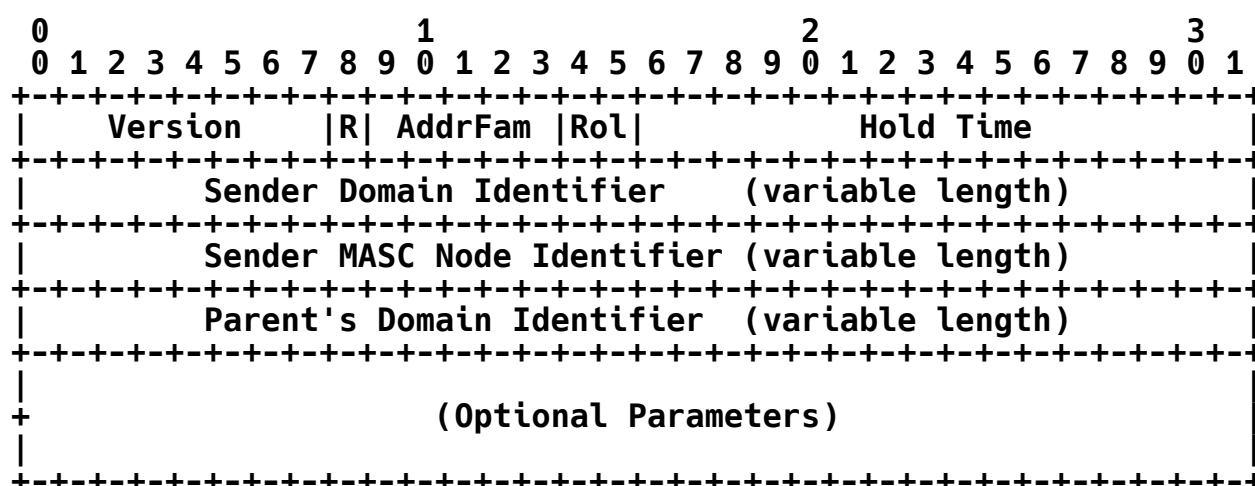 0                   1                   2                   3
 0 1 2 3 4 5 6 7 8 9 0 1 2 3 4 5 6 7 8 9 0 1 2 3 4 5 6 7 8 9 0 1
+-+-+-+-+-+-+-+-+-+-+-+-+-+-+-+-+-+-+-+-+-+-+-+-+-+-+-+-+-+-+-+-+
|    Version    |R| AddrFam |Rol|           Hold Time           |
+-+-+-+-+-+-+-+-+-+-+-+-+-+-+-+-+-+-+-+-+-+-+-+-+-+-+-+-+-+-+-+-+
|         Sender Domain Identifier    (variable length)         |
+-+-+-+-+-+-+-+-+-+-+-+-+-+-+-+-+-+-+-+-+-+-+-+-+-+-+-+-+-+-+-+-+
|         Sender MASC Node Identifier (variable length)         |
+-+-+-+-+-+-+-+-+-+-+-+-+-+-+-+-+-+-+-+-+-+-+-+-+-+-+-+-+-+-+-+-+
|         Parent's Domain Identifier  (variable length)         |
+-+-+-+-+-+-+-+-+-+-+-+-+-+-+-+-+-+-+-+-+-+-+-+-+-+-+-+-+-+-+-+-+
|                                                               |
+                     (Optional Parameters)                     |
|                                                               |
+-+-+-+-+-+-+-+-+-+-+-+-+-+-+-+-+-+-+-+-+-+-+-+-+-+-+-+-+-+-+-+-+